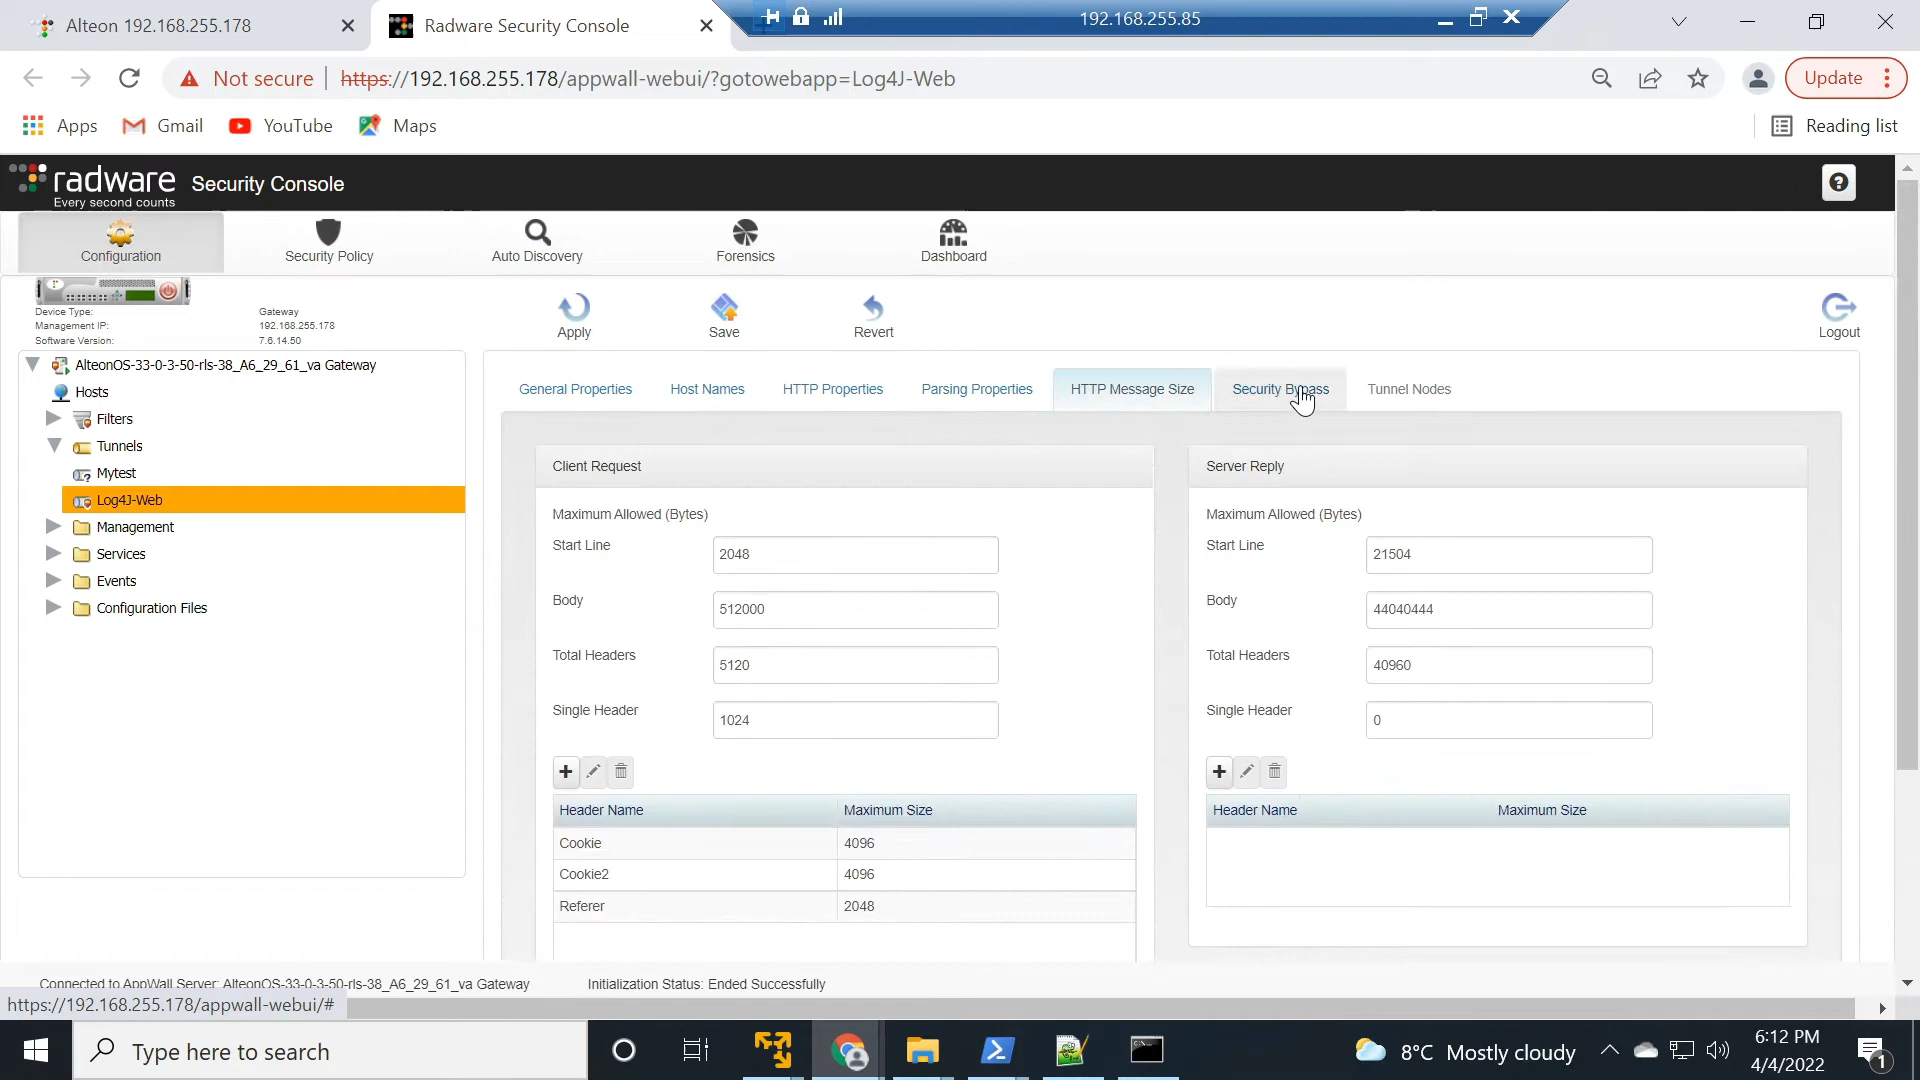 Alteon 192.168.255.178
Radware Security Console
192.168.255.85
Not secure
https://192.168.255.178/appwall-webui/?gotowebapp=Log4J-Web
Update
Apps
Gmail
YouTube
Maps
Reading list
radware
Every second counts
Security Console
Configuration
Security Policy
Auto Discovery
Forensics
Dashboard
Device Type: Gateway
Management IP: 192.168.255.178
Software Version: 7.6.14.50
Apply
Save
Revert
Logout
AlteonOS-33-0-3-50-rls-38_A6_29_61_va Gateway
Hosts
Filters
Tunnels
Mytest
Log4J-Web
Management
Services
Events
Configuration Files
General Properties
Host Names
HTTP Properties
Parsing Properties
HTTP Message Size
Security Bypass
Tunnel Nodes
Client Request
Maximum Allowed (Bytes)
Start Line 2048
Body 512000
Total Headers 5120
Single Header 1024
Header Name Maximum Size
Cookie 4096
Cookie2 4096
Referer 2048
Server Reply
Maximum Allowed (Bytes)
Start Line 21504
Body 44040444
Total Headers 40960
Single Header 0
Header Name Maximum Size
Connected to AppWall Server: AlteonOS-33-0-3-50-rls-38_A6_29_61_va Gateway
Initialization Status: Ended Successfully
https://192.168.255.178/appwall-webui/#
Type here to search
8°C Mostly cloudy
6:12 PM
4/4/2022
1